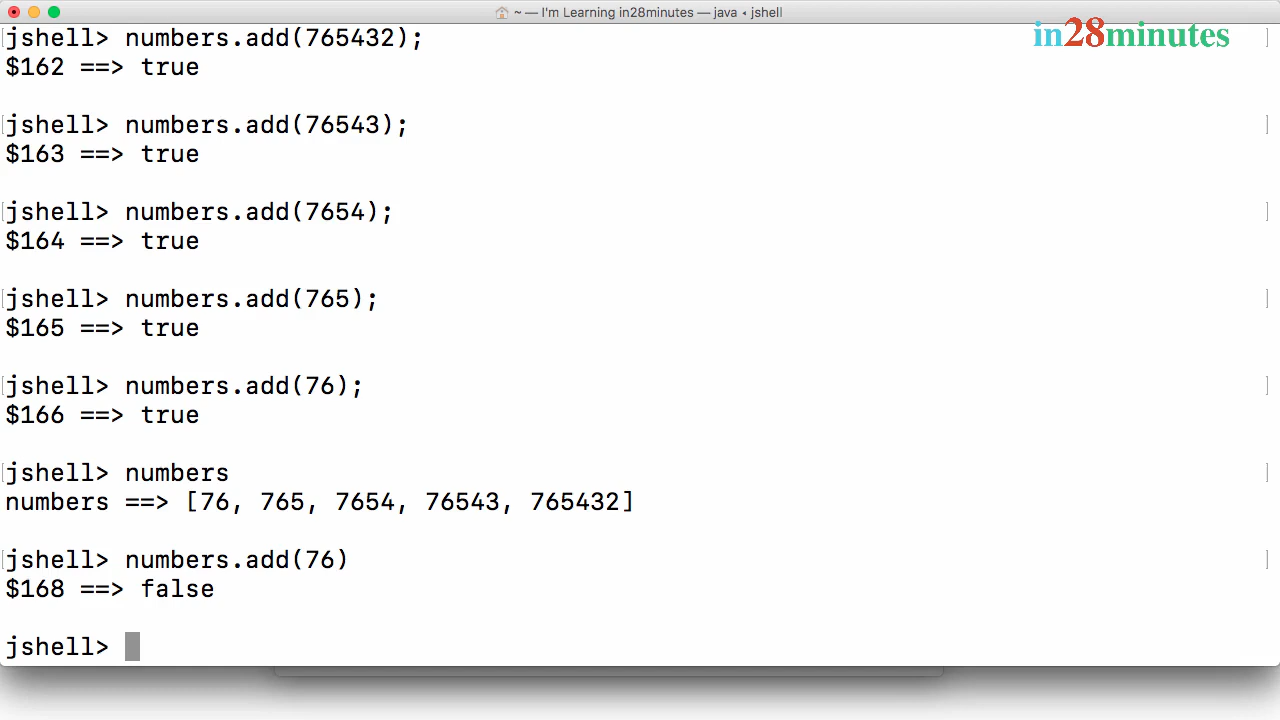 ~ — I'm Learning in28minutes — java ◂ jshell
in28minutes
jshell> numbers.add(765432);
$162 ==> true
jshell> numbers.add(76543);
$163 ==> true
jshell> numbers.add(7654);
$164 ==> true
jshell> numbers.add(765);
$165 ==> true
jshell> numbers.add(76);
$166 ==> true
jshell> numbers
numbers ==> [76, 765, 7654, 76543, 765432]
jshell> numbers.add(76)
$168 ==> false
jshell>